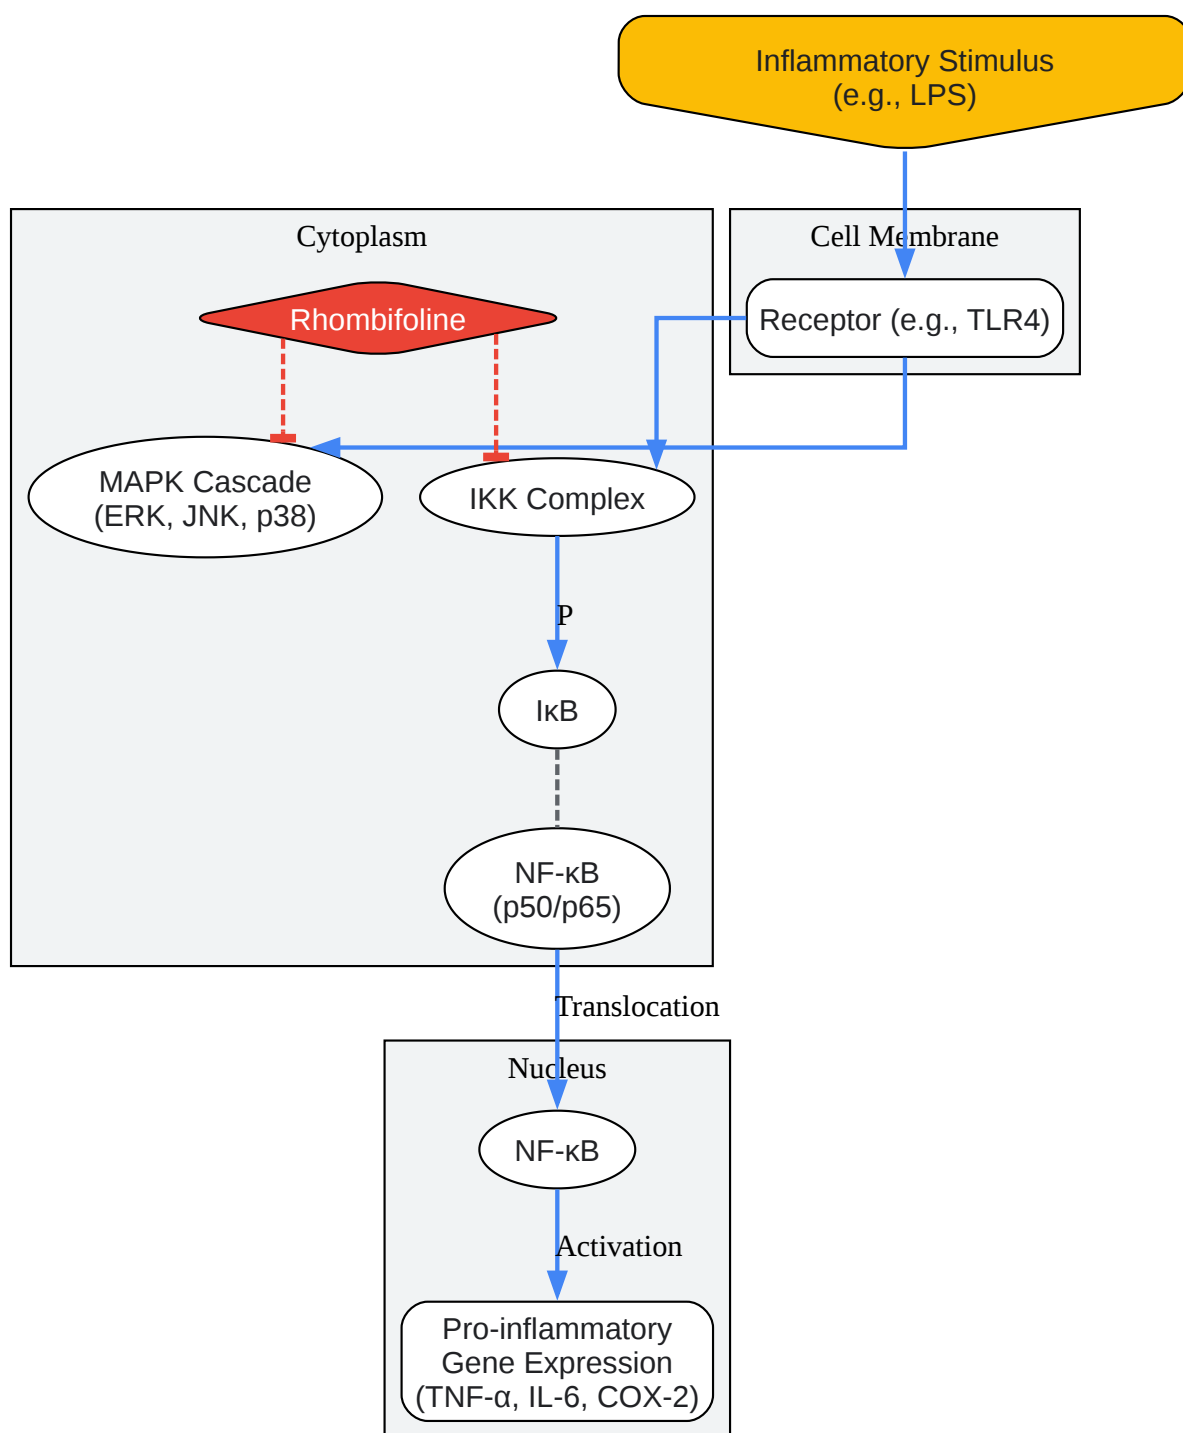 Inflammatory Stimulus
(e.g., LPS)
Cytoplasm
Cell Membrane
Rhombifoline
Receptor (e.g., TLR4)
MAPK Cascade
(ERK, JNK, p38)
IKK Complex
P
IκB
NF-κB
(p50/p65)
Translocation
Nucleus
NF-κB
Activation
Pro-inflammatory
Gene Expression
(TNF-α, IL-6, COX-2)